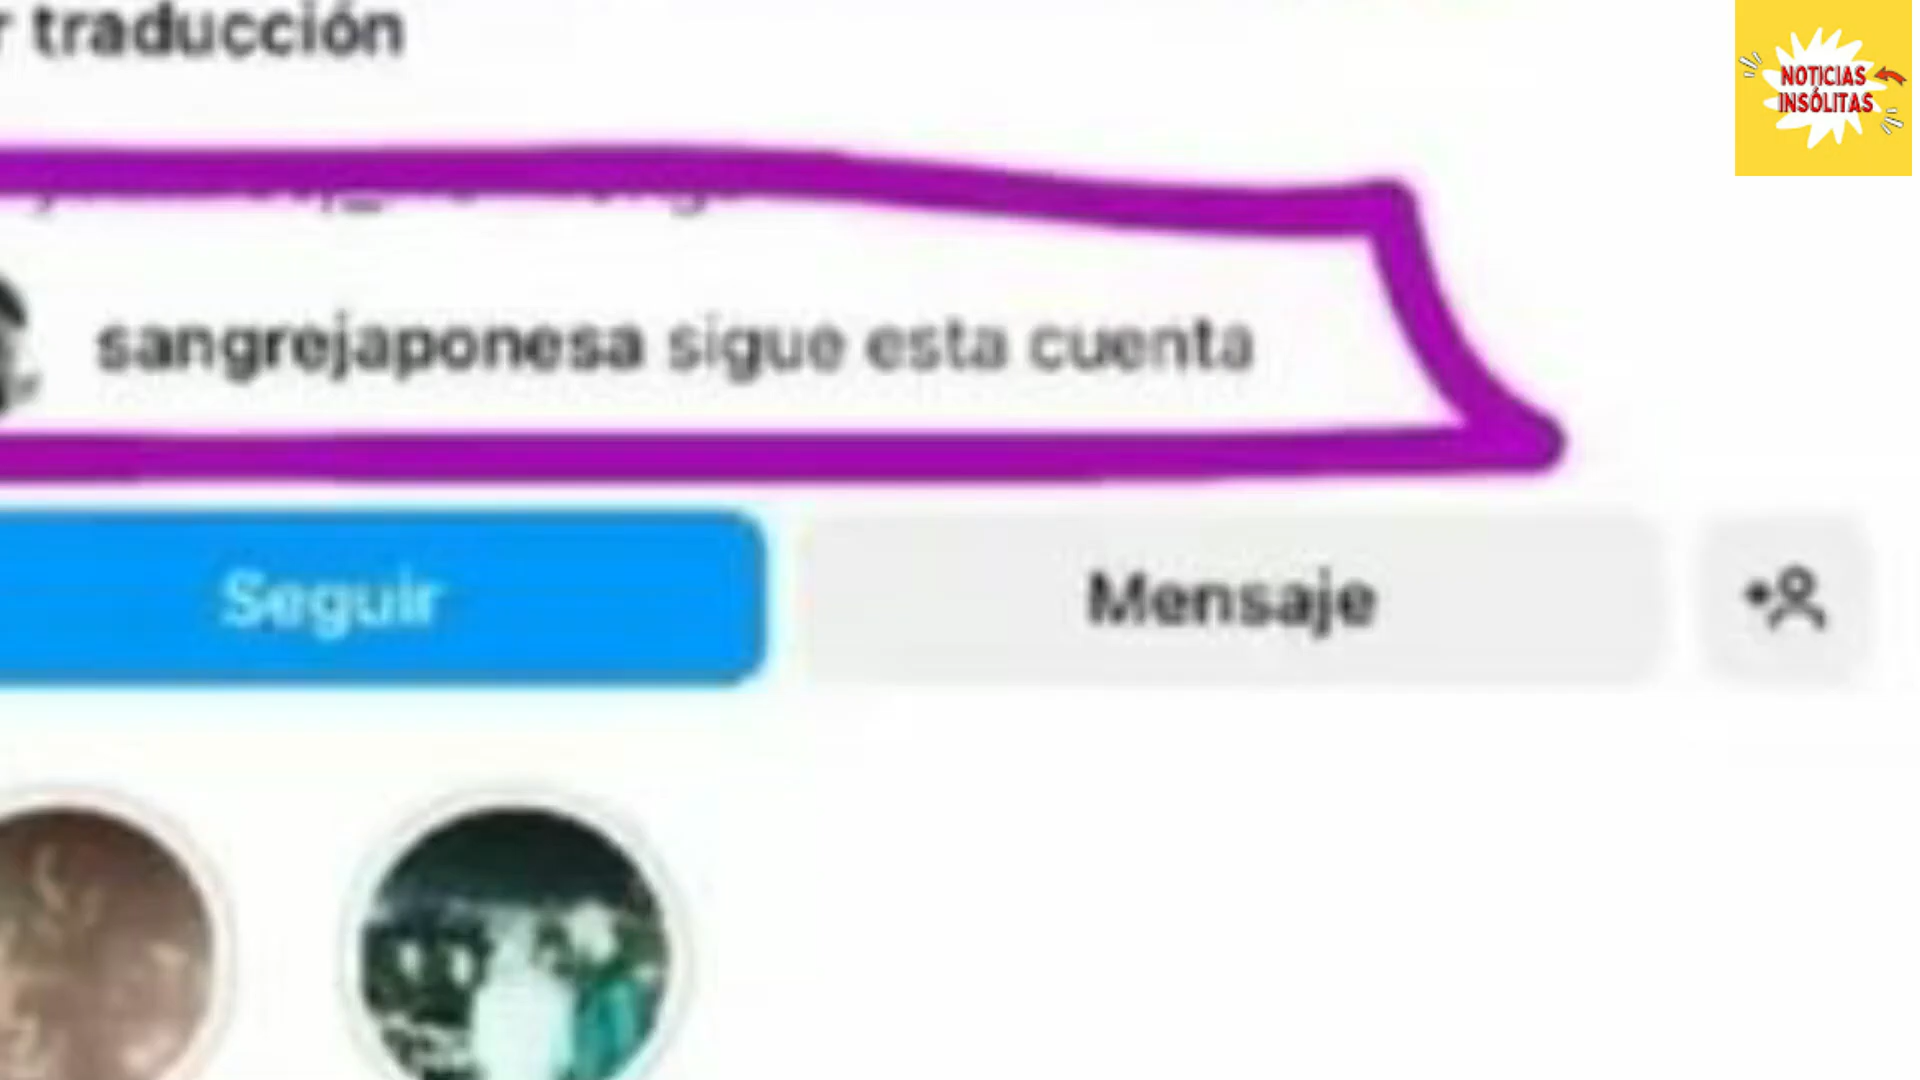 traducción
NOTICIAS
INSÓLITAS
sangrejaponesa sigue esta cuenta
Seguir
Mensaje